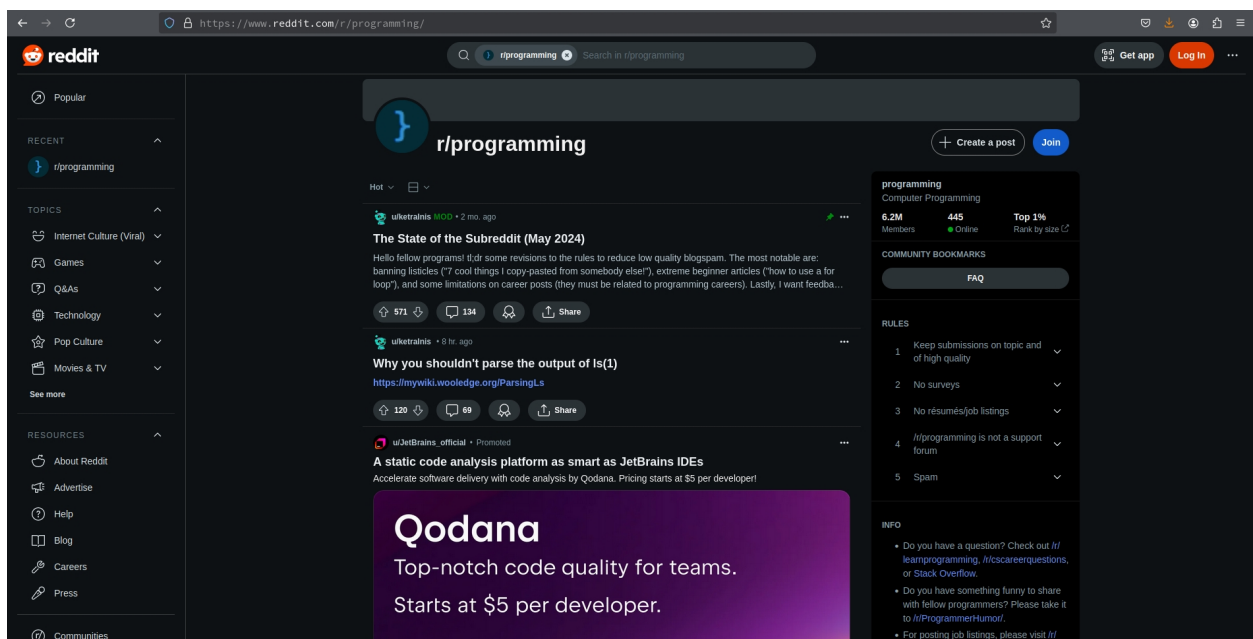 https://www.reddit.com/r/programming/
reddit
r/programming
Search in r/programming
Get app
Log In
Popular
RECENT
r/programming
TOPICS
Internet Culture (Viral)
Games
Q&As
Technology
Pop Culture
Movies & TV
See more
RESOURCES
About Reddit
Advertise
Help
Blog
Careers
Press
Communities
r/programming
Create a post
Join
Hot
u/ketralnis MOD • 2 mo. ago
The State of the Subreddit (May 2024)
Hello fellow programs! tl;dr some revisions to the rules to reduce low quality blogspam. The most notable are:
banning listicles ("7 cool things I copy-pasted from somebody else!"), extreme beginner articles ("how to use a for
loop"), and some limitations on career posts (they must be related to programming careers). Lastly, I want feedba…
571
134
Share
u/ketralnis • 8 hr. ago
Why you shouldn't parse the output of ls(1)
https://mywiki.wooledge.org/ParsingLs
120
69
Share
u/JetBrains_official • Promoted
A static code analysis platform as smart as JetBrains IDEs
Accelerate software delivery with code analysis by Qodana. Pricing starts at $5 per developer!
Qodana
Top-notch code quality for teams.
Starts at $5 per developer.
programming
Computer Programming
6.2M 445 Top 1%
Members Online Rank by size
COMMUNITY BOOKMARKS
FAQ
RULES
1 Keep submissions on topic and
of high quality
2 No surveys
3 No résumés/job listings
4 /r/programming is not a support
forum
5 Spam
INFO
• Do you have a question? Check out /r/
learnprogramming, /r/cscareerquestions,
or Stack Overflow.
• Do you have something funny to share
with fellow programmers? Please take it
to /r/ProgrammerHumor/.
• For posting job listings, please visit /r/